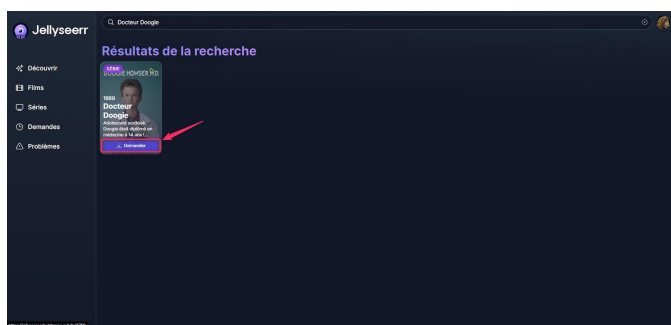 Jellyseerr
Docteur Doogie
Résultats de la recherche
Découvrir
Films
Séries
Demandes
Problèmes
SÉRIE
DOOGIE HOWSER M.D.
1989
Docteur
Doogie
Adolescent surdoué,
Doogie était diplômé en
médecine à 14 ans !...
Demander